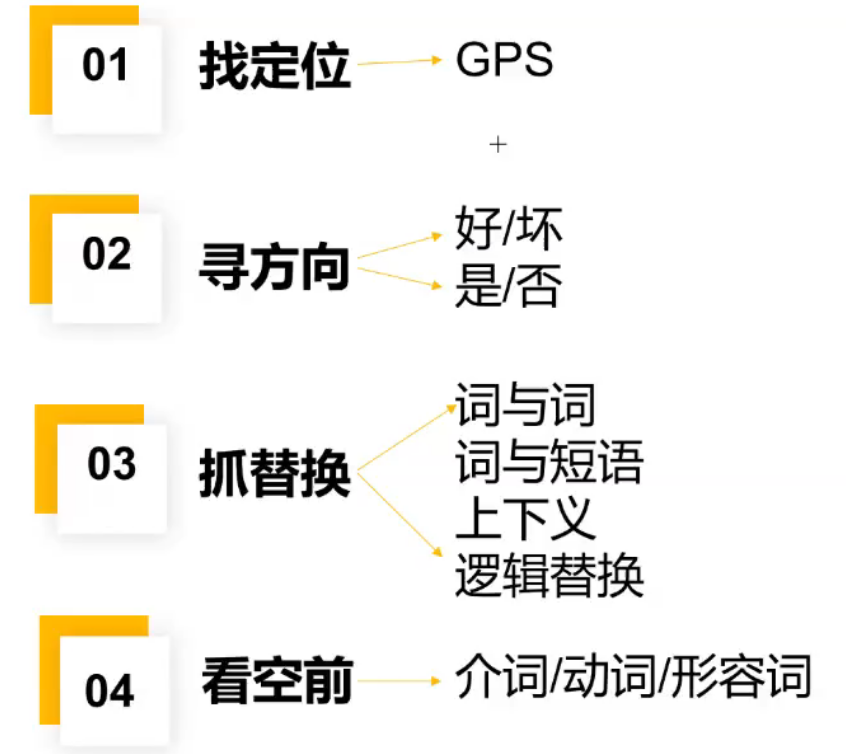 01 找定位 GPS
02 寻方向 好/坏
是/否
03 抓替换 词与词
词与短语
上下义
逻辑替换
04 看空前 介词/动词/形容词